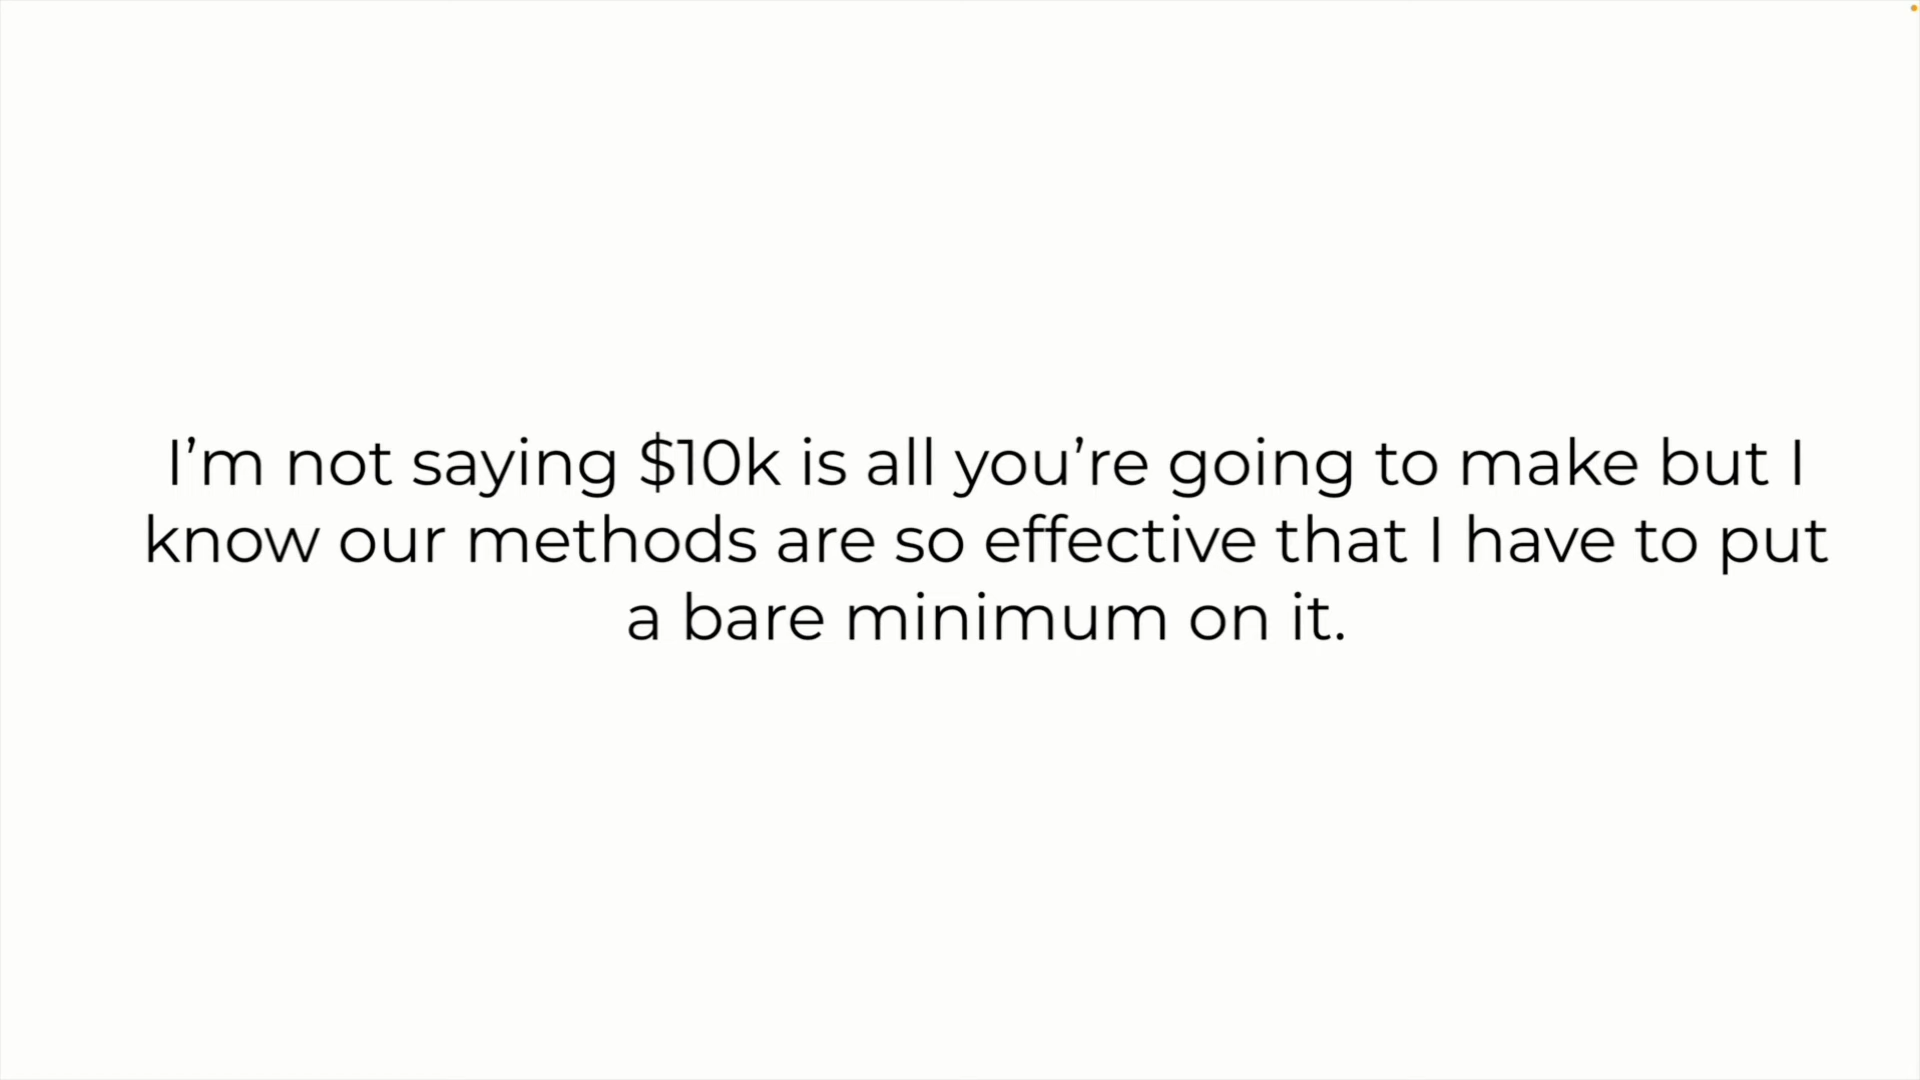 I’m not saying $10k is all you’re going to make but I
know our methods are so effective that I have to put
a bare minimum on it.